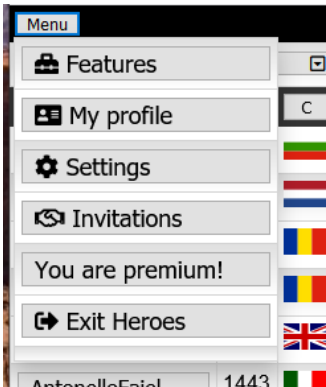 Menu
Features
C
My profile
Settings
Invitations
You are premium!
Exit Heroes
1443